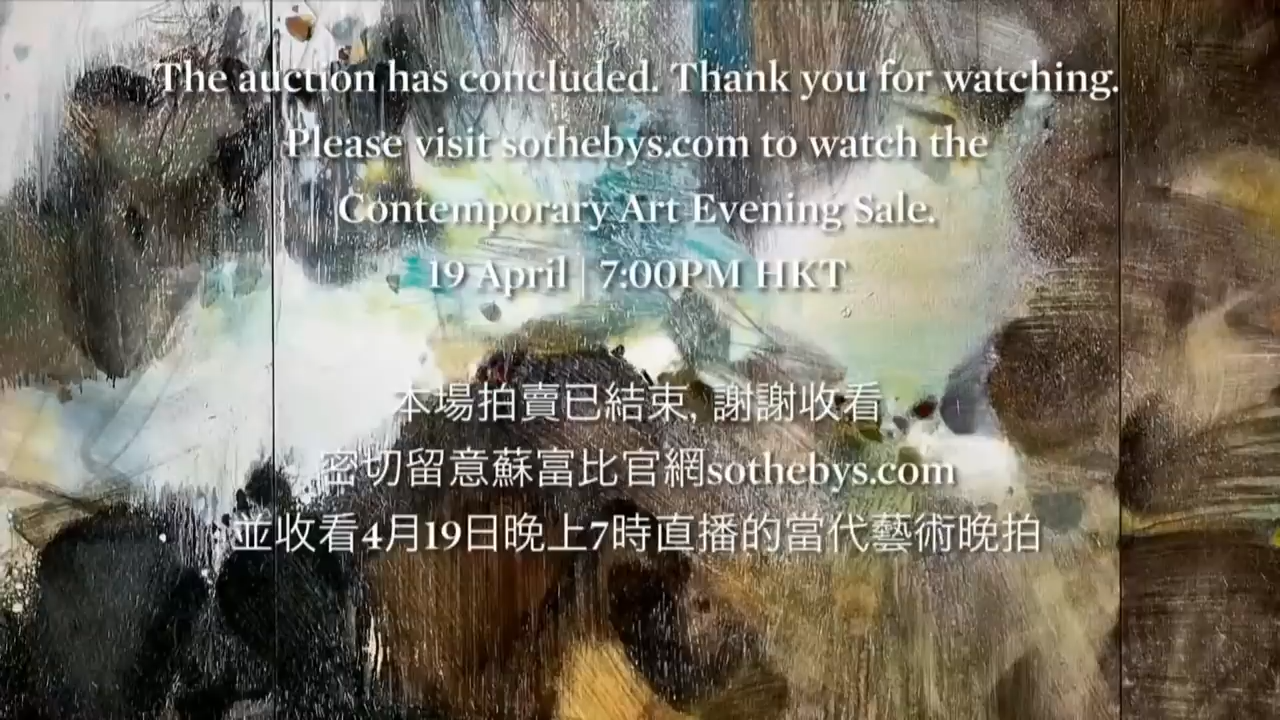 The auction has concluded. Thank you for watching.
Please visit sothebys.com to watch the
Contemporary Art Evening Sale.
19 April | 7:00PM HKT
本場拍賣已結束, 謝謝收看
密切留意蘇富比官網sothebys.com
並收看4月19日晚上7時直播的當代藝術晚拍